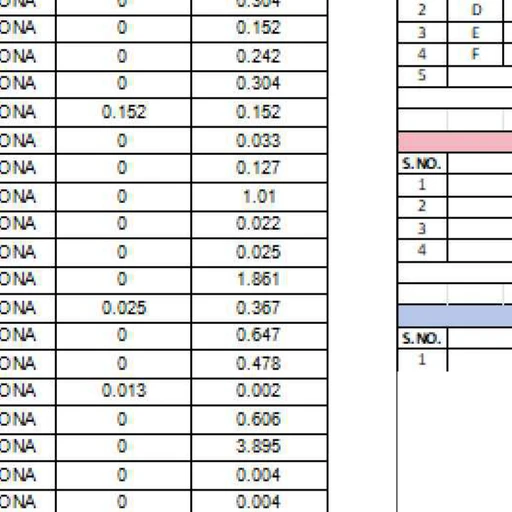 ONA 0 0.304
ONA 0 0.152
ONA 0 0.242
ONA 0 0.304
ONA 0.152 0.152
ONA 0 0.033
ONA 0 0.127
ONA 0 1.01
ONA 0 0.022
ONA 0 0.025
ONA 0 1.861
ONA 0.025 0.367
ONA 0 0.647
ONA 0 0.478
ONA 0.013 0.002
ONA 0 0.606
ONA 0 3.895
ONA 0 0.004
ONA 0 0.004
2 D
3 E
4 F
5
S.NO.
1
2
3
4
S.NO.
1